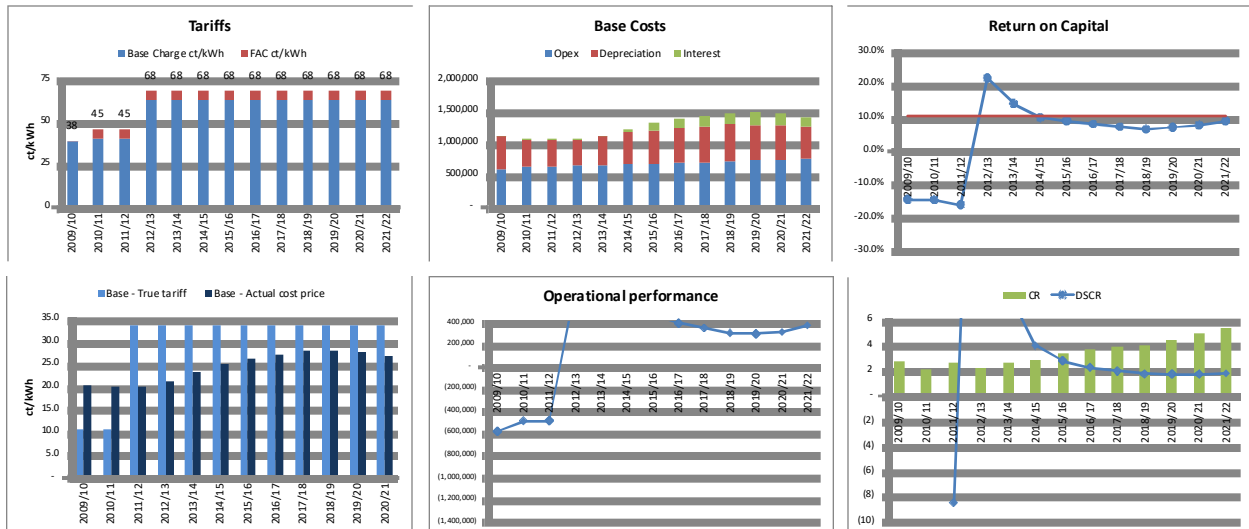 Tariffs
Base Charge ct/kWh FAC ct/kWh
75
50
25
0
ct/kWh
38 45 45 68 68 68 68 68 68 68 68 68 68
2009/10 2010/11 2011/12 2012/13 2013/14 2014/15 2015/16 2016/17 2017/18 2018/19 2019/20 2020/21 2021/22
Base Costs
Opex Depreciation Interest
2,000,000
1,500,000
1,000,000
500,000
-
2009/10 2010/11 2011/12 2012/13 2013/14 2014/15 2015/16 2016/17 2017/18 2018/19 2019/20 2020/21 2021/22
Return on Capital
30.0%
20.0%
10.0%
0.0%
-10.0%
-20.0%
-30.0%
2009/10 2010/11 2011/12 2012/13 2013/14 2014/15 2015/16 2016/17 2017/18 2018/19 2019/20 2020/21 2021/22
Base - True tariff Base - Actual cost price
35.0
30.0
25.0
20.0
15.0
10.0
5.0
-
ct/kWh
2009/10 2010/11 2011/12 2012/13 2013/14 2014/15 2015/16 2016/17 2017/18 2018/19 2019/20 2020/21
Operational performance
400,000
200,000
-
(200,000)
(400,000)
(600,000)
(800,000)
(1,000,000)
(1,200,000)
(1,400,000)
2009/10 2010/11 2011/12 2012/13 2013/14 2014/15 2015/16 2016/17 2017/18 2018/19 2019/20 2020/21 2021/22
CR DSCR
6
4
2
-
(2)
(4)
(6)
(8)
(10)
2009/10 2010/11 2011/12 2012/13 2013/14 2014/15 2015/16 2016/17 2017/18 2018/19 2019/20 2020/21 2021/22